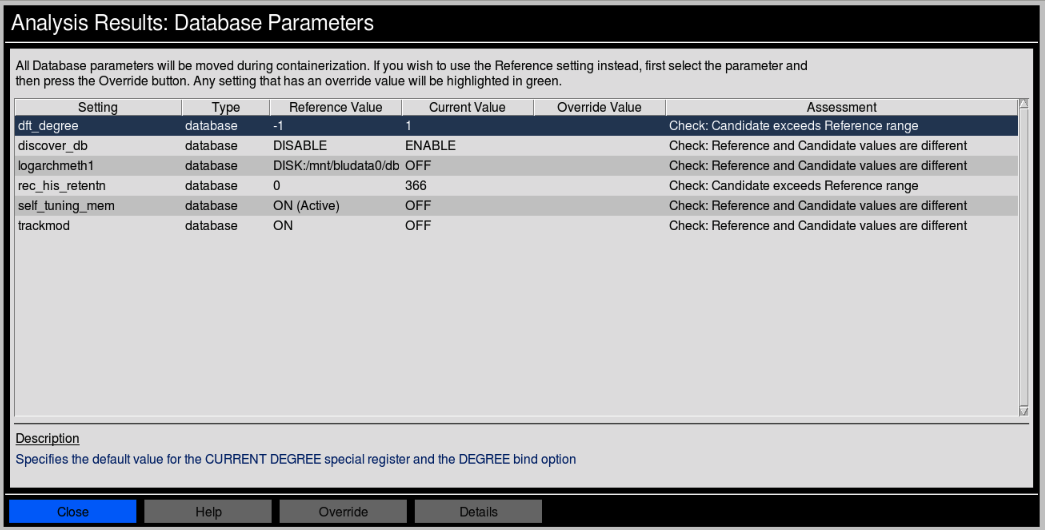 Analysis Results: Database Parameters
All Database parameters will be moved during containerization. If you wish to use the Reference setting instead, first select the parameter and
then press the Override button. Any setting that has an override value will be highlighted in green.
Setting Type Reference Value Current Value Override Value Assessment
dft_degree database -1 1 Check: Candidate exceeds Reference range
discover_db database DISABLE ENABLE Check: Reference and Candidate values are different
logarchmeth1 database DISK:/mnt/bludata0/db OFF Check: Reference and Candidate values are different
rec_his_retentn database 0 366 Check: Candidate exceeds Reference range
self_tuning_mem database ON (Active) OFF Check: Reference and Candidate values are different
trackmod database ON OFF Check: Reference and Candidate values are different
Description
Specifies the default value for the CURRENT DEGREE special register and the DEGREE bind option
Close Help Override Details